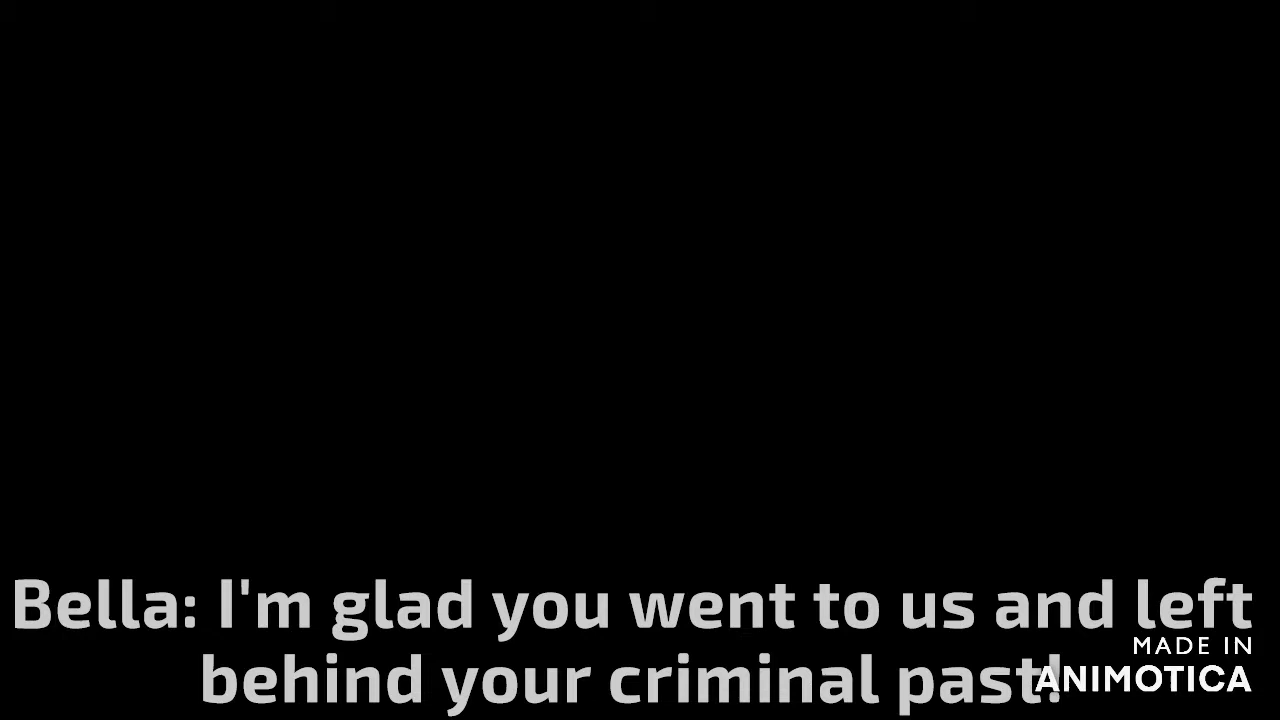 Bella: I'm glad you went to us and left
behind your criminal past!
MADE IN
ANIMOTICA